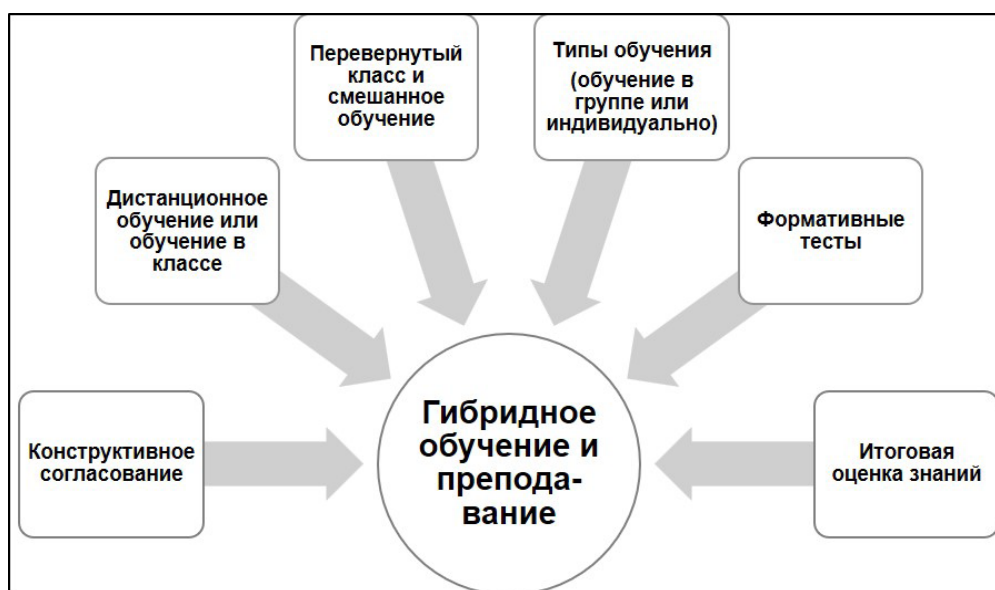 Перевернутый
класс и
смешанное
обучение
Типы обучения
(обучение в
группе или
индивидуально)
Дистанционное
обучение или
обучение в
классе
Формативные
тесты
Конструктивное
согласование
Гибридное
обучение и
препода-
вание
Итоговая
оценка знаний